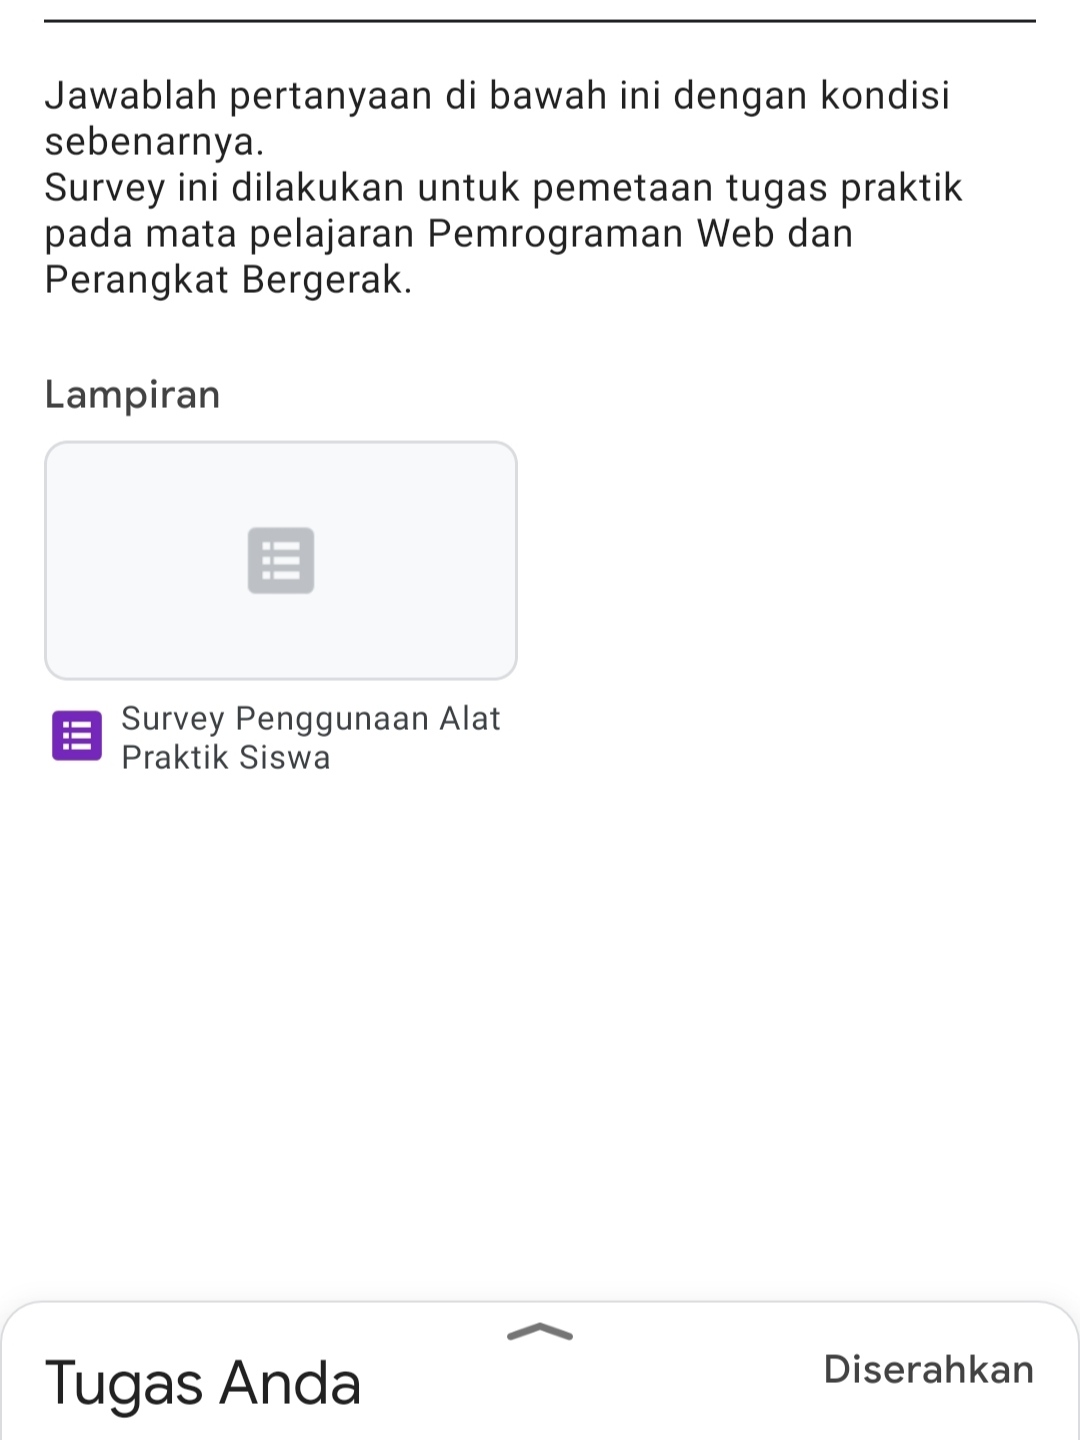 Jawablah pertanyaan di bawah ini dengan kondisi
sebenarnya.
Survey ini dilakukan untuk pemetaan tugas praktik
pada mata pelajaran Pemrograman Web dan
Perangkat Bergerak.
Lampiran
Survey Penggunaan Alat
Praktik Siswa
Tugas Anda
Diserahkan